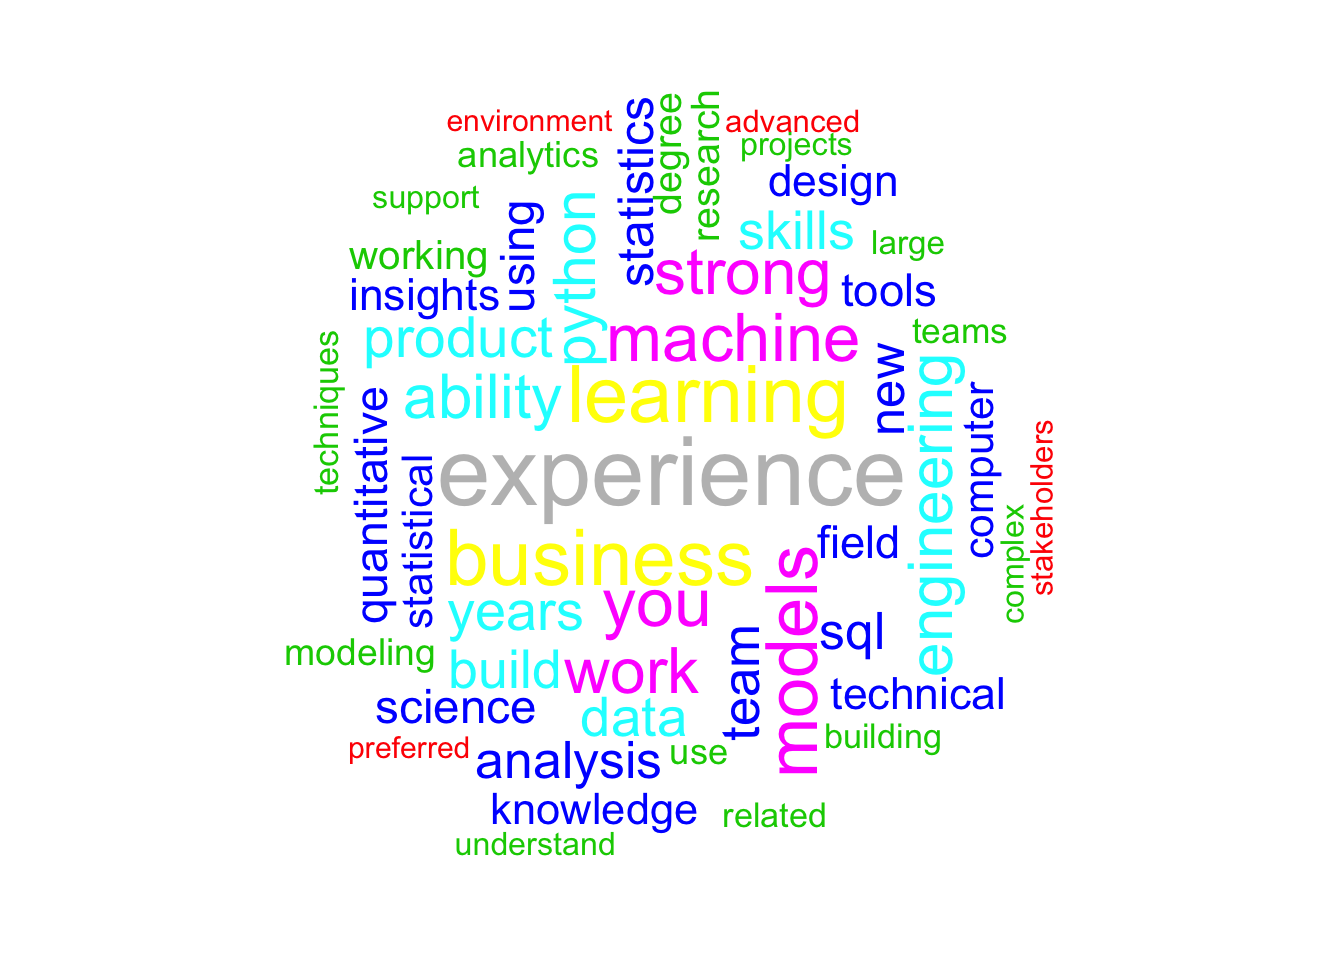 environment
advanced
statistics
degree
research
projects
analytics
design
support
python
using
skills
large
working
strong
insights
tools
product
machine
teams
techniques
ability
learning
new
engineering
quantitative
computer
statistical
experience
stakeholders
complex
field
business
models
years
you
sql
modeling
build
work
team
technical
science
data
building
preferred
analysis
use
knowledge
related
understand